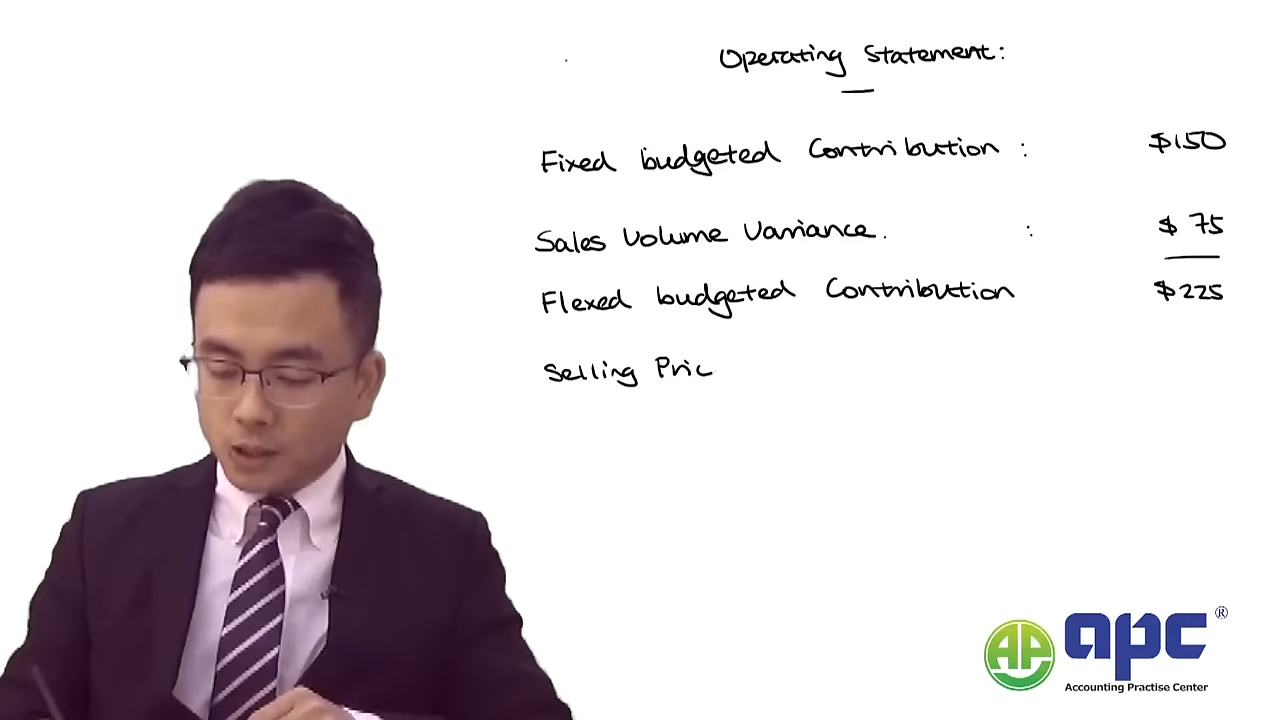 Operating Statement:
Fixed budgeted Contribution : $150
Sales Volume Variance. : $ 75
Flexed budgeted Contribution $225
Selling Pric
AP
apc®
Accounting Practise Center